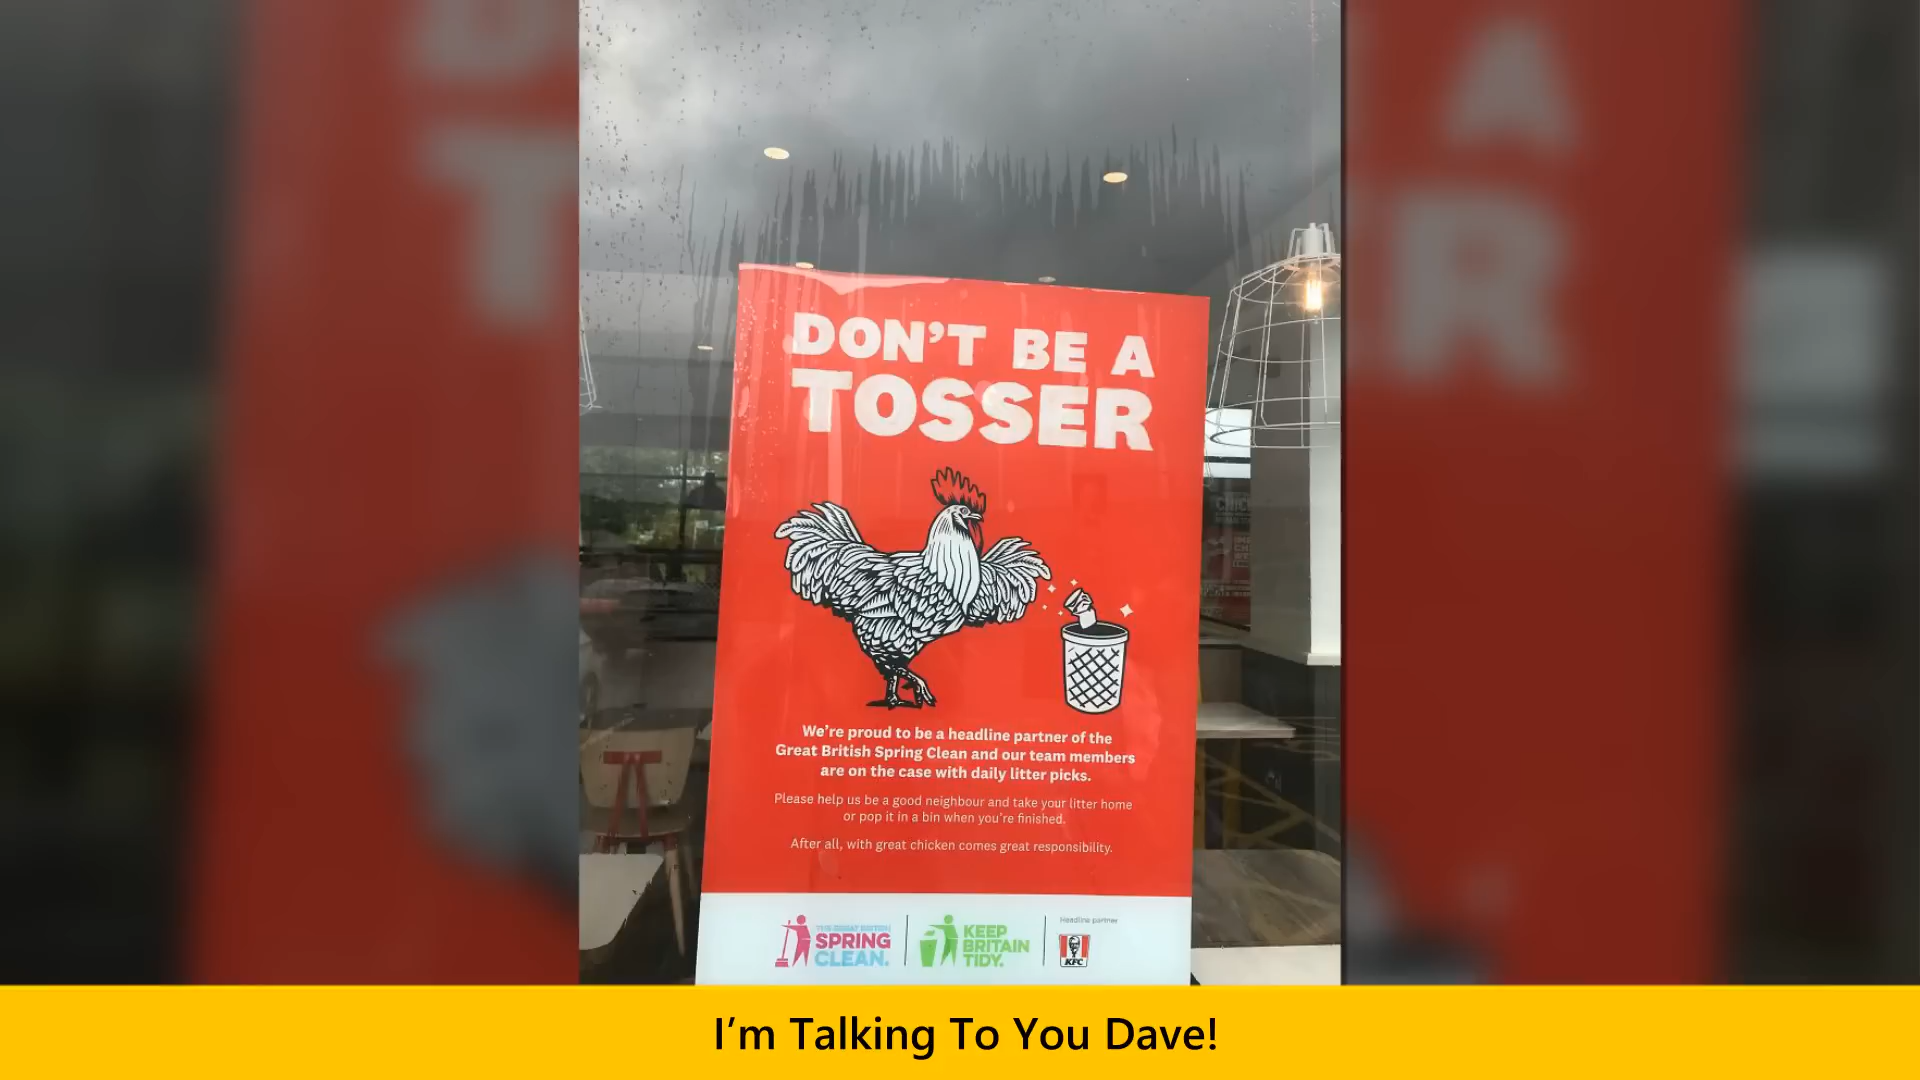 DON'T BE A
TOSSER
We're proud to be a headline partner of the
Great British Spring Clean and our team members
are on the case with daily litter picks.
Please help us be a good neighbour and take your litter home
or pop it in a bin when you're finished.
After all, with great chicken comes great responsibility.
THE GREAT BRITISH
SPRING
CLEAN.
KEEP
BRITAIN
TIDY.
Headline partner
KFC
I'm Talking To You Dave!